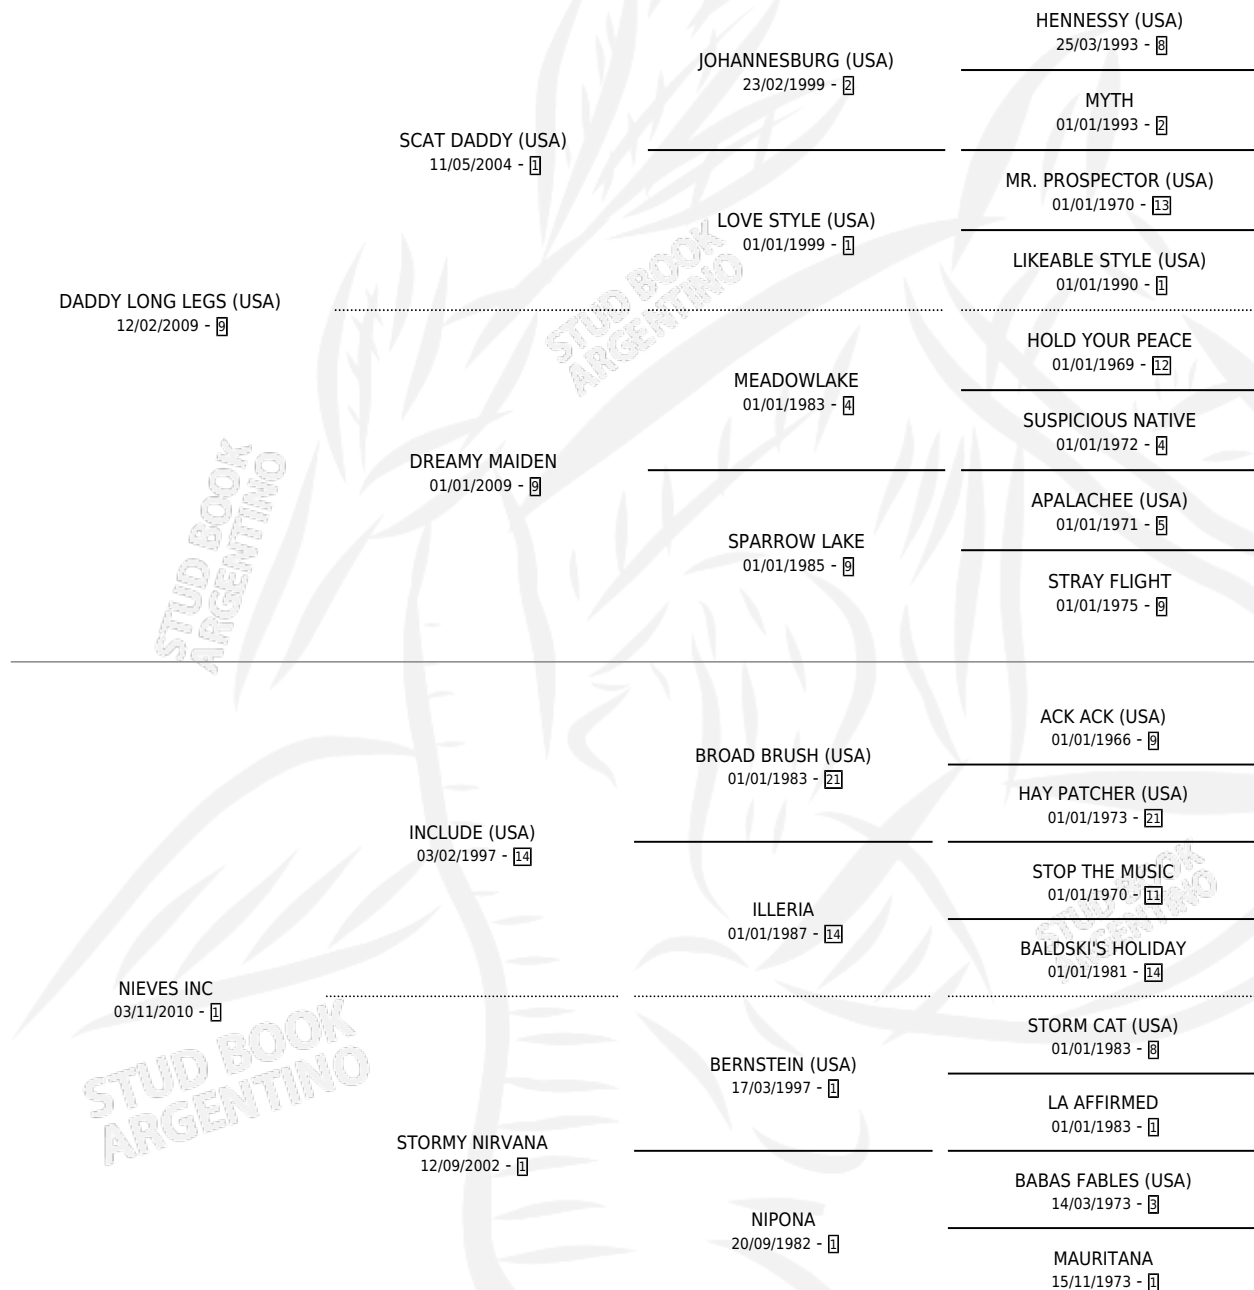 HENNESSY (USA)
25/03/1993 - 8
JOHANNESBURG (USA)
23/02/1999 - 2
MYTH
01/01/1993 - 2
SCAT DADDY (USA)
11/05/2004 - 1
MR. PROSPECTOR (USA)
01/01/1970 - 13
LOVE STYLE (USA)
01/01/1999 - 1
LIKEABLE STYLE (USA)
01/01/1990 - 1
DADDY LONG LEGS (USA)
12/02/2009 - 9
HOLD YOUR PEACE
01/01/1969 - 12
MEADOWLAKE
01/01/1983 - 4
SUSPICIOUS NATIVE
01/01/1972 - 4
DREAMY MAIDEN
01/01/2009 - 9
APALACHEE (USA)
01/01/1971 - 5
SPARROW LAKE
01/01/1985 - 9
STRAY FLIGHT
01/01/1975 - 9
ACK ACK (USA)
01/01/1966 - 9
BROAD BRUSH (USA)
01/01/1983 - 21
HAY PATCHER (USA)
01/01/1973 - 21
INCLUDE (USA)
03/02/1997 - 14
STOP THE MUSIC
01/01/1970 - 11
ILLERIA
01/01/1987 - 14
BALDSKI'S HOLIDAY
01/01/1981 - 14
NIEVES INC
03/11/2010 - 1
STORM CAT (USA)
01/01/1983 - 8
BERNSTEIN (USA)
17/03/1997 - 1
LA AFFIRMED
01/01/1983 - 1
STORMY NIRVANA
12/09/2002 - 1
BABAS FABLES (USA)
14/03/1973 - 3
NIPONA
20/09/1982 - 1
MAURITANA
15/11/1973 - 1
STUD BOOK
ARGENTINO
STUD BOOK
ARGENTINO
STUD BOOK
ARGENTINO
STUD BOOK
ARGENTINO